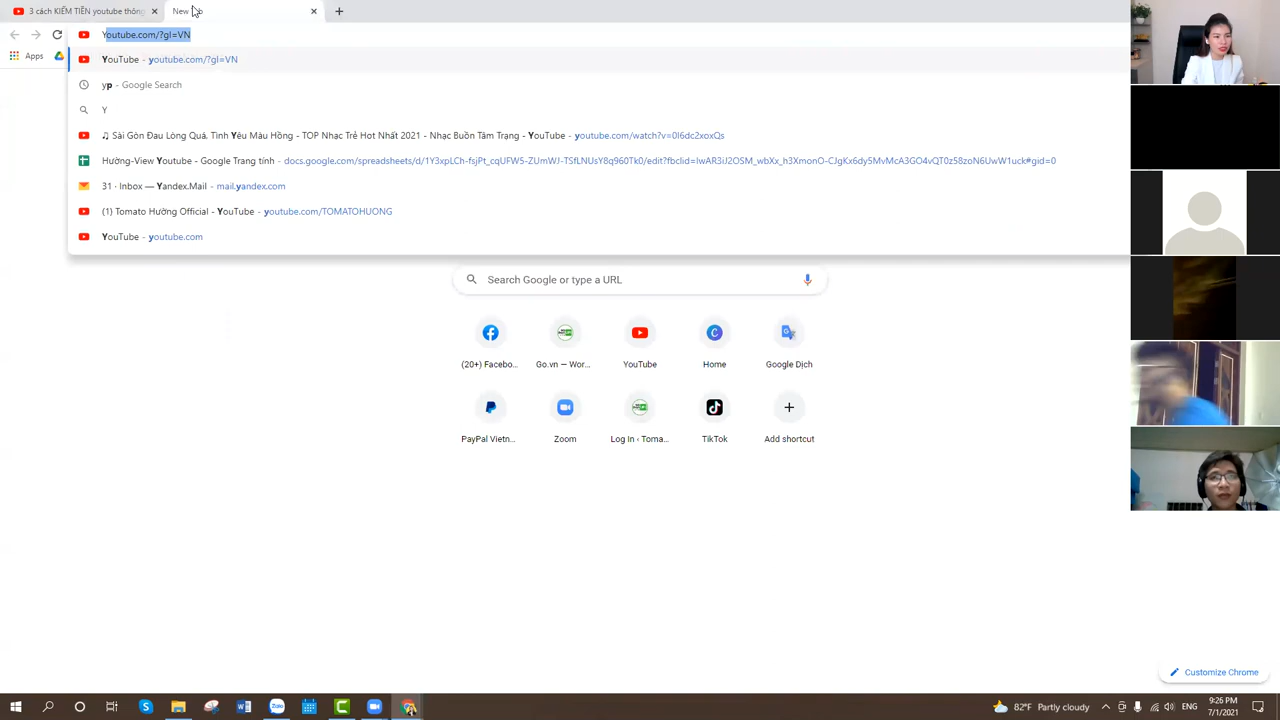 3 cách KIẾM TIỀN youtube thông
New
Youtube.com/?gl=VN
Apps
YouTube - youtube.com/?gl=VN
yp - Google Search
Y
♫ Sài Gòn Đau Lòng Quá, Tình Yêu Màu Hồng - TOP Nhạc Trẻ Hot Nhất 2021 - Nhạc Buồn Tâm Trạng - YouTube - youtube.com/watch?v=0l6dc2xoxQs
Hường-View Youtube - Google Trang tính - docs.google.com/spreadsheets/d/1Y3xpLCh-fsjPt_cqUFW5-ZUmWJ-TSfLNUsY8q960Tk0/edit?fbclid=IwAR3iJ2OSM_wbXx_h3XmonO-CJgKx6dy5MvMcA3GO4vQT0z58zoN6UwW1uck#gid=0
31 · Inbox — Yandex.Mail - mail.yandex.com
(1) Tomato Hường Official - YouTube - youtube.com/TOMATOHUONG
YouTube - youtube.com
Search Google or type a URL
(20+) Facebo... Go.vn — Wor... YouTube Home Google Dịch
PayPal Vietn... Zoom Log In ‹ Toma... TikTok Add shortcut
Customize Chrome
82°F Partly cloudy ENG 9:26 PM
7/1/2021